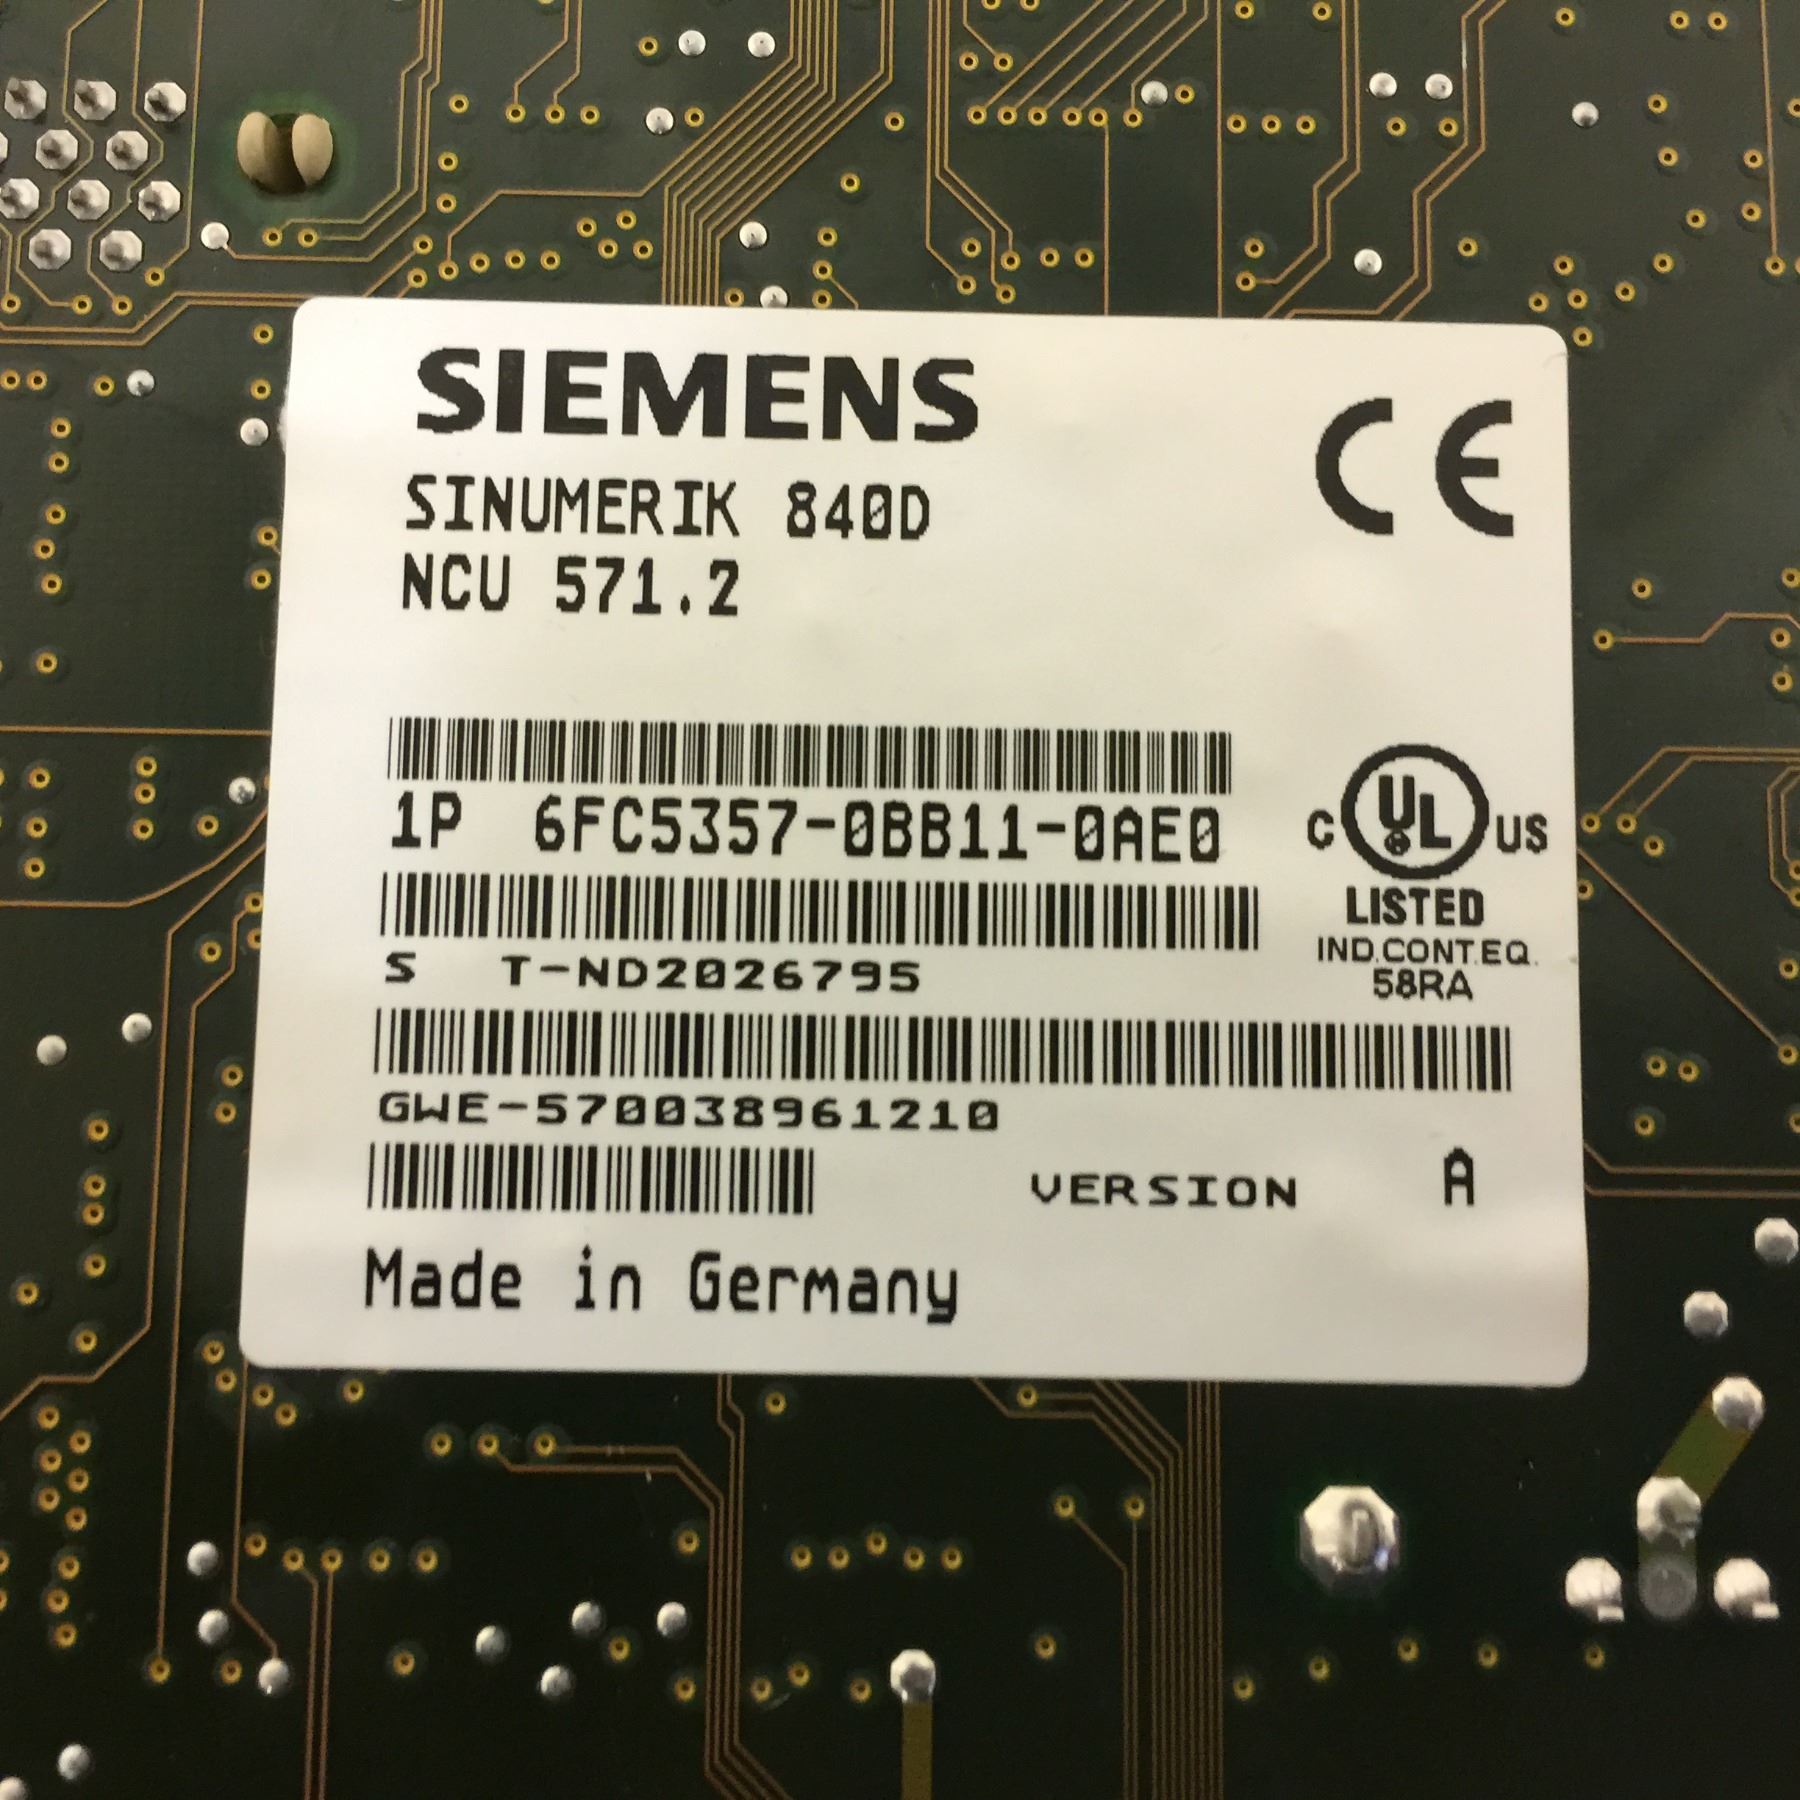 SIEMENS
CE
SINUMERIK 840D
NCU 571.2
1P 6FC5357-0BB11-0AE0
C UL US
®
LISTED
IND.CONT.EQ.
58RA
S T-ND2026795
GWE-570038961210
VERSION A
Made in Germany